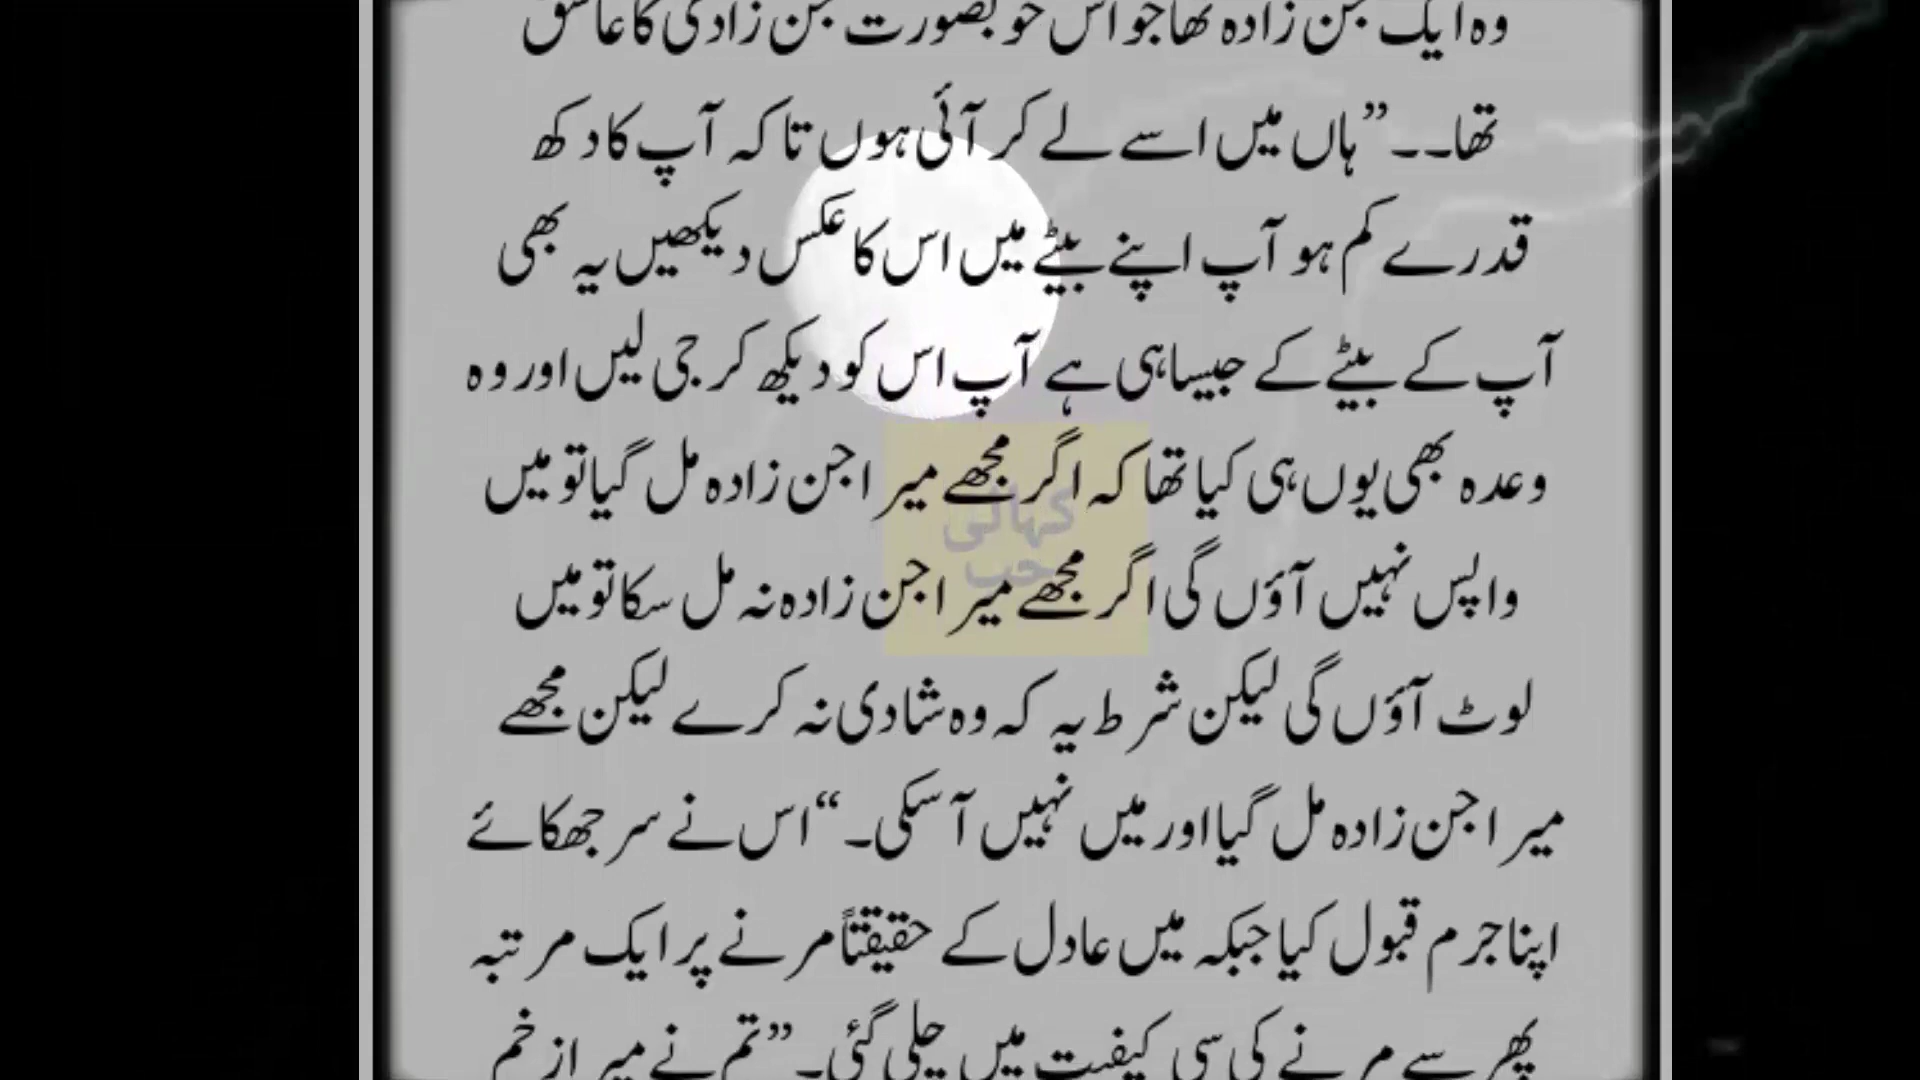 وہ ایک جن زادہ تھا جو اس خوبصورت جن زادی کا عاشق
تھا۔۔”ہاں میں اسے لے کر آئی ہوں تاکہ آپ کا دکھ
قدرے کم ہو آپ اپنے بیٹے میں اس کا عکس دیکھیں یہ بھی
آپ کے بیٹے کے جیسا ہی ہے آپ اس کو دیکھ کر جی لیں اور وہ
وعدہ بھی یوں ہی کیا تھا کہ اگر مجھے میرا جن زادہ مل گیا تو میں
کہانی
حب
واپس نہیں آؤں گی اگر مجھے میرا جن زادہ نہ مل سکا تو میں
لوٹ آؤں گی لیکن شرط یہ کہ وہ شادی نہ کرے لیکن مجھے
میرا جن زادہ مل گیا اور میں نہیں آسکی۔“اس نے سر جھکائے
اپنا جرم قبول کیا جبکہ میں عادل کے حقیقتاً مرنے پر ایک مرتبہ
پھر سے مرنے کی سی کیفیت میں چلی گئی۔”تم نے میرا زخم